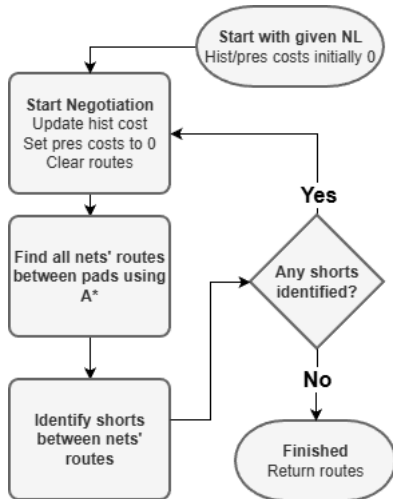 Start with given NL
Hist/pres costs initially 0
Start Negotiation
Update hist cost
Set pres costs to 0
Clear routes
Yes
Find all nets' routes
between pads using
A*
Any shorts
identified?
No
Identify shorts
between nets'
routes
Finished
Return routes